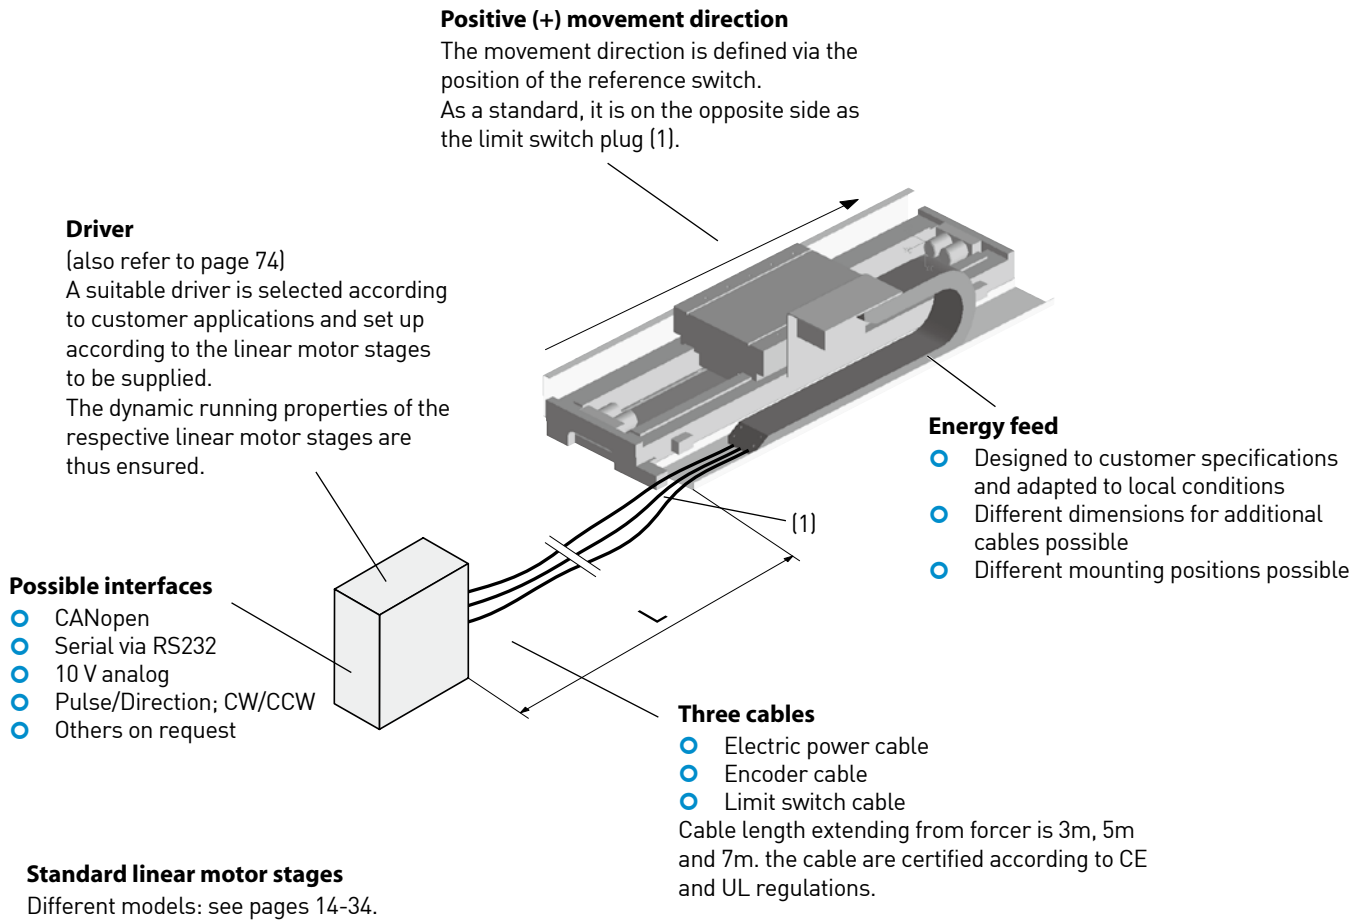 Positive (+) movement direction
The movement direction is defined via the
position of the reference switch.
As a standard, it is on the opposite side as
the limit switch plug (1).
Driver
(also refer to page 74)
A suitable driver is selected according
to customer applications and set up
according to the linear motor stages
to be supplied.
The dynamic running properties of the
respective linear motor stages are
thus ensured.
Energy feed
Designed to customer specifications
and adapted to local conditions
Different dimensions for additional
cables possible
Different mounting positions possible
(1)
L
Possible interfaces
CANopen
Serial via RS232
10 V analog
Pulse/Direction; CW/CCW
Others on request
Three cables
Electric power cable
Encoder cable
Limit switch cable
Cable length extending from forcer is 3m, 5m
and 7m. the cable are certified according to CE
and UL regulations.
Standard linear motor stages
Different models: see pages 14-34.